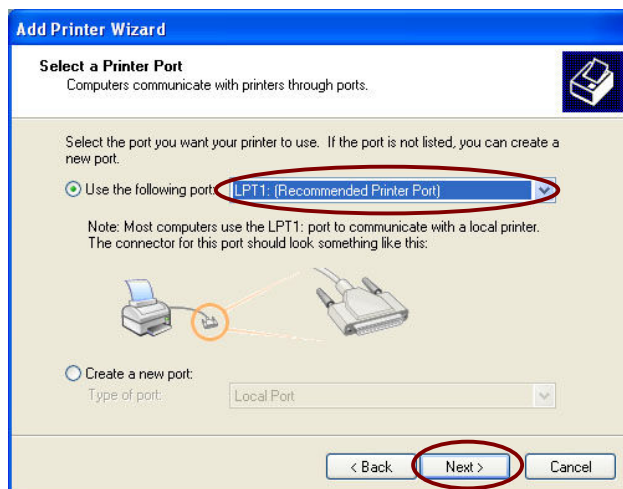 Add Printer Wizard
Select a Printer Port
Computers communicate with printers through ports.
Select the port you want your printer to use. If the port is not listed, you can create a
new port.
Use the following port: LPT1: (Recommended Printer Port)
Note: Most computers use the LPT1: port to communicate with a local printer.
The connector for this port should look something like this:
Create a new port:
Type of port: Local Port
< Back Next > Cancel